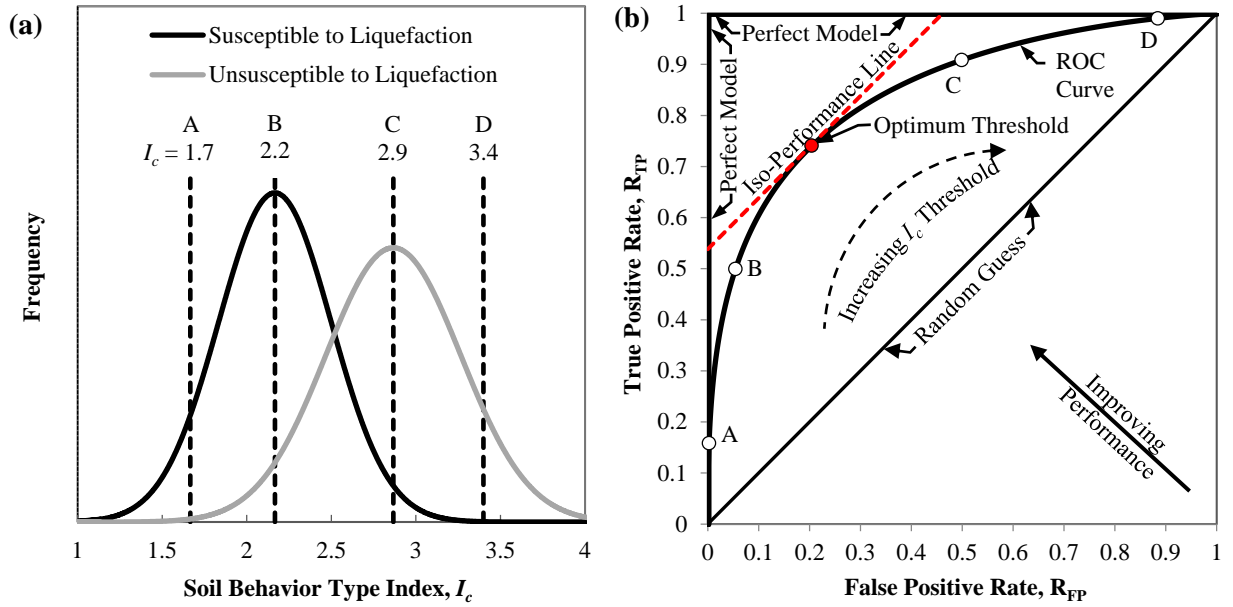 (a)
Susceptible to Liquefaction
Unsusceptible to Liquefaction
A B C D
I_c = 1.7 2.2 2.9 3.4
Frequency
1 1.5 2 2.5 3 3.5 4
Soil Behavior Type Index, I_c
(b)
1
0.9
0.8
0.7
0.6
0.5
0.4
0.3
0.2
0.1
0
True Positive Rate, R_TP
Perfect Model
Perfect Model
Iso-Performance Line
D
C
ROC
Curve
Optimum Threshold
B
Increasing I_c Threshold
Random Guess
A
Improving
Performance
0 0.1 0.2 0.3 0.4 0.5 0.6 0.7 0.8 0.9 1
False Positive Rate, R_FP